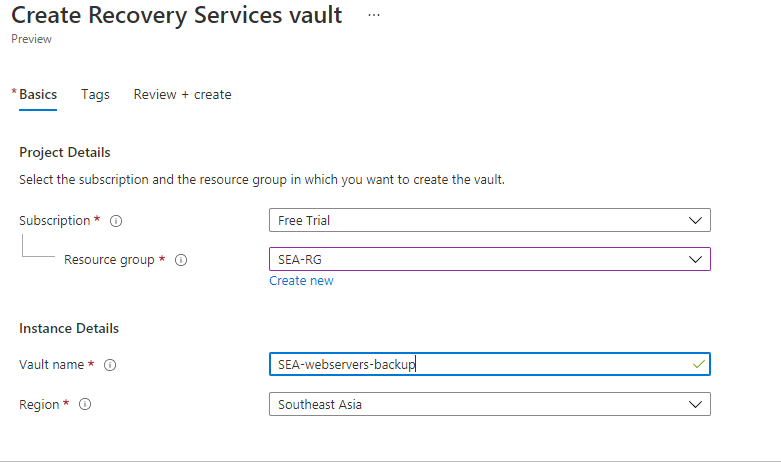 Create Recovery Services vault ...
Preview
* Basics Tags Review + create
Project Details
Select the subscription and the resource group in which you want to create the vault.
Subscription * Free Trial
Resource group * SEA-RG
Create new
Instance Details
Vault name * SEA-webservers-backup
Region * Southeast Asia